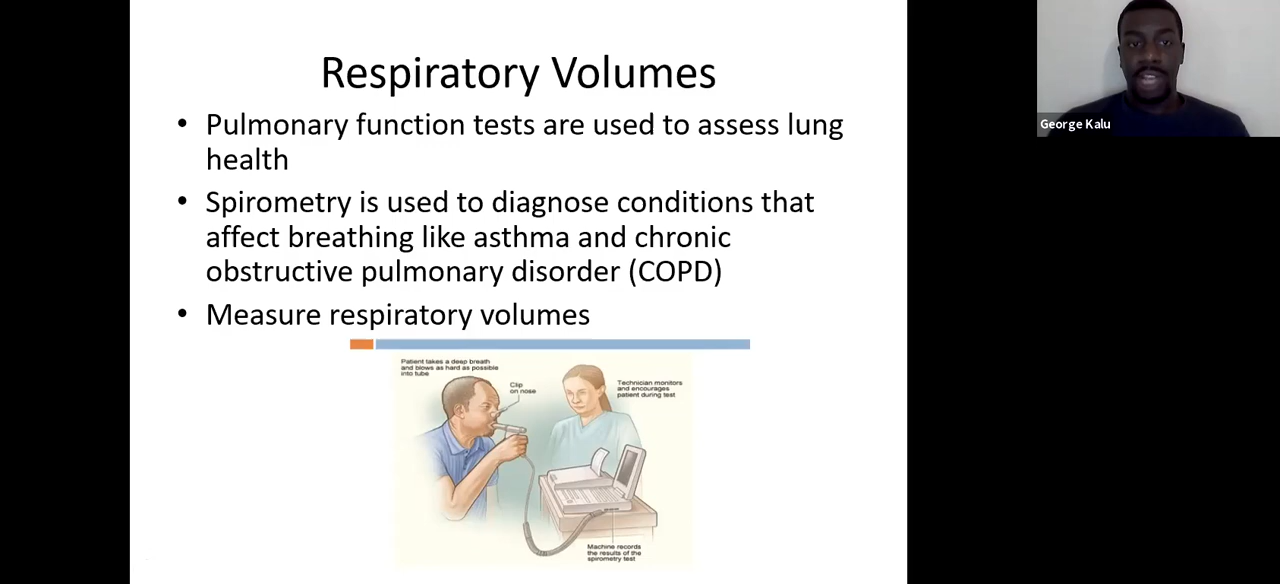 Respiratory Volumes
• Pulmonary function tests are used to assess lung
health
• Spirometry is used to diagnose conditions that
affect breathing like asthma and chronic
obstructive pulmonary disorder (COPD)
• Measure respiratory volumes
Patient takes a deep breath
and blows as hard as possible
into tube
Clip
on nose
Technician monitors
and encourages
patient during test
Machine records
the results of the
spirometry test
George Kalu